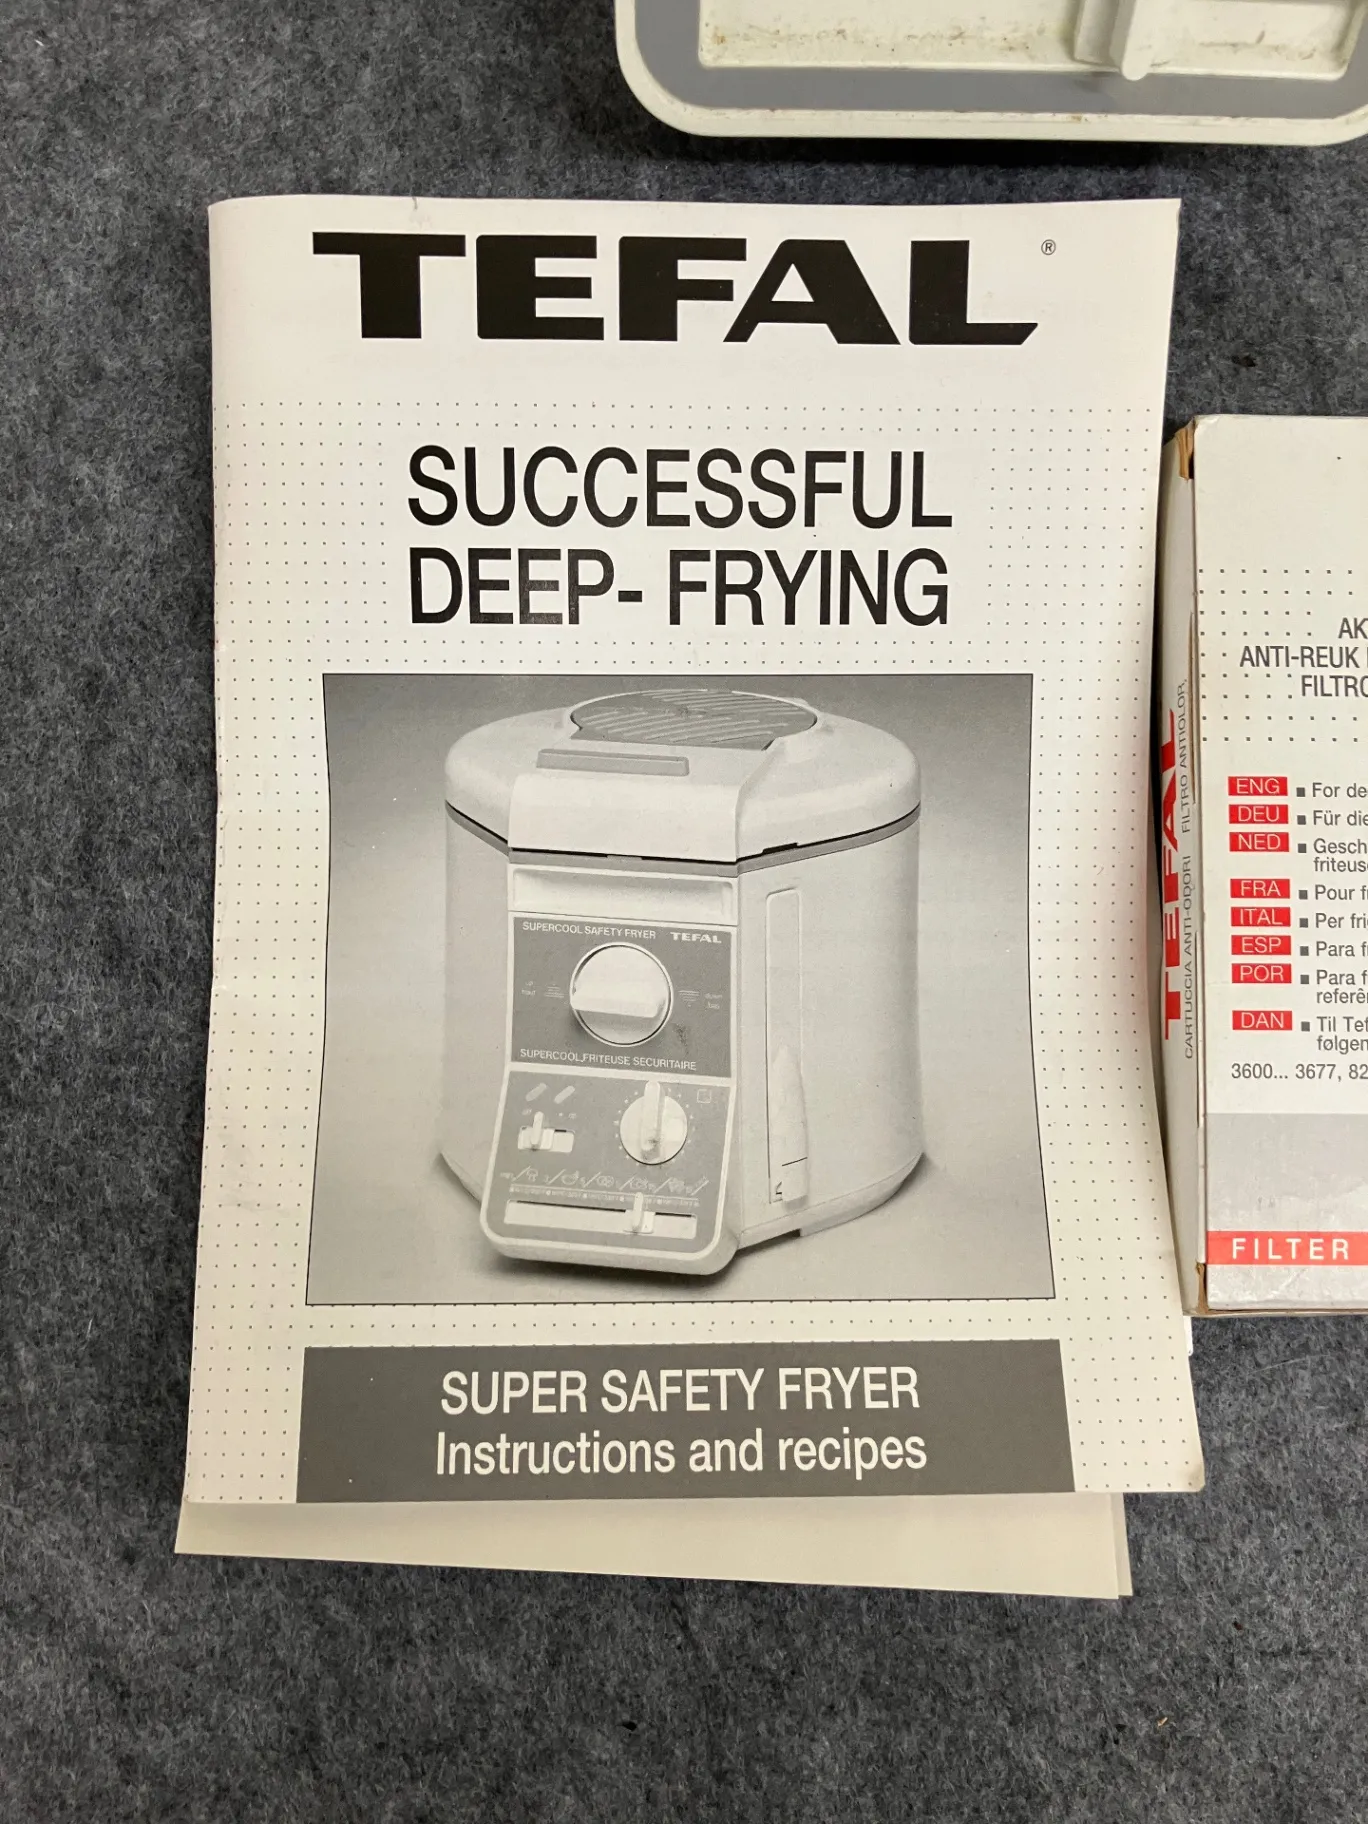 TEFAL®
SUCCESSFUL
DEEP- FRYING
SUPERCOOL SAFETY FRYER TEFAL
SUPERCOOL FRITEUSE SECURITAIRE
SUPER SAFETY FRYER
Instructions and recipes
TEFAL
CARTUCCIA ANTI-ODORI FILTRO ANTIOLOR.
AK
ANTI-REUK
FILTRO
ENG ■ For de
DEU ■ Für die
NED ■ Gesch
friteuse
FRA ■ Pour f
ITAL ■ Per fri
ESP ■ Para f
POR ■ Para f
referê
DAN ■ Til Tef
følgen
3600... 3677, 82
FILTER